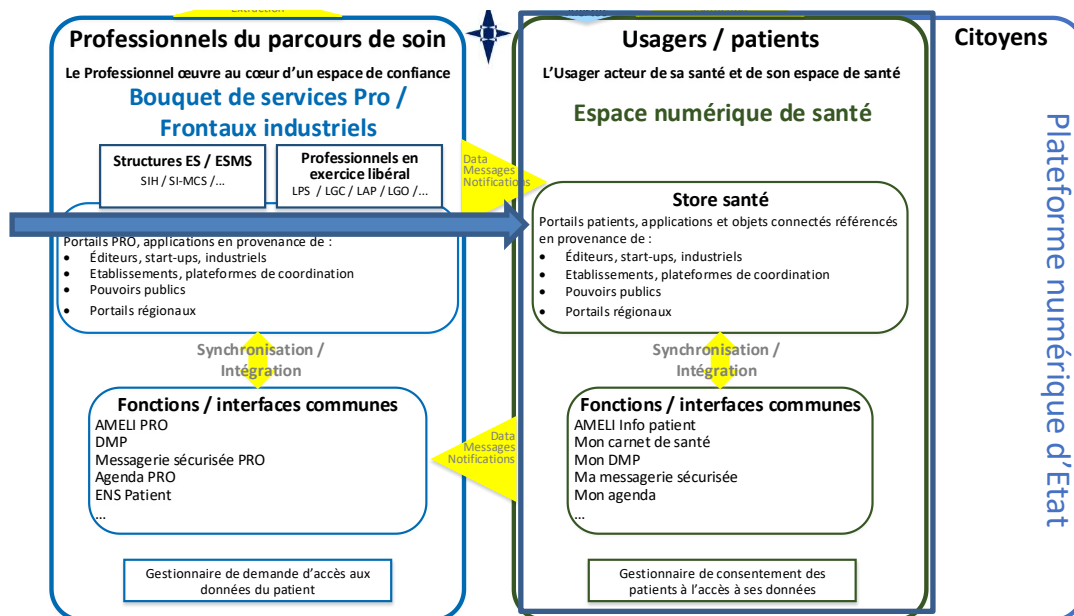 Extraction
Professionnels du parcours de soin
Le Professionnel œuvre au cœur d'un espace de confiance
Bouquet de services Pro /
Frontaux industriels
Structures ES / ESMS
SIH / SI-MCS /...
Professionnels en
exercice libéral
LPS / LGC / LAP / LGO /...
Portails PRO, applications en provenance de :
• Éditeurs, start-ups, industriels
• Etablissements, plateformes de coordination
• Pouvoirs publics
• Portails régionaux
Synchronisation /
Intégration
Fonctions / interfaces communes
AMELI PRO
DMP
Messagerie sécurisée PRO
Agenda PRO
ENS Patient
...
Gestionnaire de demande d'accès aux
données du patient
Data
Messages
Notifications
Data
Messages
Notifications
Usagers / patients
L'Usager acteur de sa santé et de son espace de santé
Espace numérique de santé
Store santé
Portails patients, applications et objets connectés référencés
en provenance de :
• Éditeurs, start-ups, industriels
• Etablissements, plateformes de coordination
• Pouvoirs publics
• Portails régionaux
Synchronisation /
Intégration
Fonctions / interfaces communes
AMELI Info patient
Mon carnet de santé
Mon DMP
Ma messagerie sécurisée
Mon agenda
...
Gestionnaire de consentement des
patients à l'accès à ses données
Citoyens
Plateforme numérique d'Etat